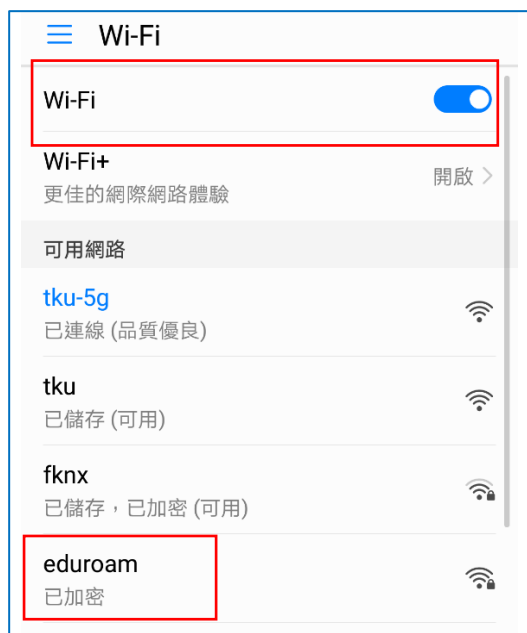 Wi-Fi
Wi-Fi
Wi-Fi+
更佳的網際網路體驗
開啟
可用網路
tku-5g
已連線 (品質優良)
tku
已儲存 (可用)
fknx
已儲存，已加密 (可用)
eduroam
已加密